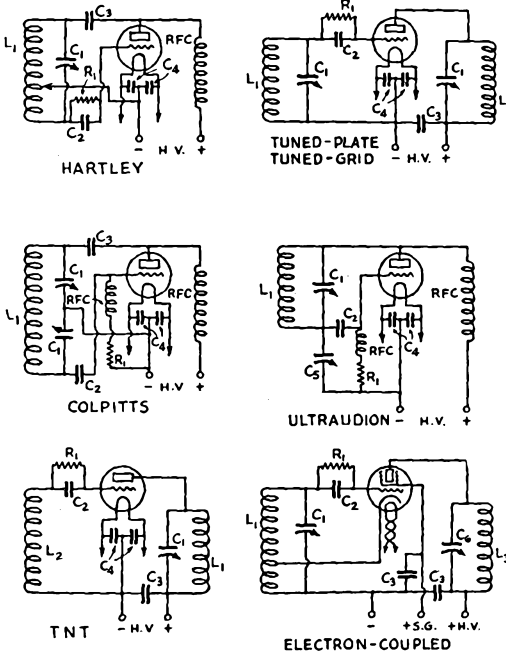 C3
L1
C1
R1
C2
RFC
C4
- H.V. +
HARTLEY
R1
C2
L1
C1
C4
C1
L
C3
TUNED-PLATE
TUNED-GRID
- H.V. +
C3
L1
C1
RFC
RFC
C1
C4
R1
C2
- H.V. +
COLPITTS
L1
C1
C2
RFC
C4
RFC
C5
R1
ULTRAUDION - H.V. +
R1
C2
L2
C4
C1
L1
C3
- H.V +
TNT
R1
C2
L1
C1
C6
L3
C3
C3
- +S.G. +H.V.
ELECTRON-COUPLED